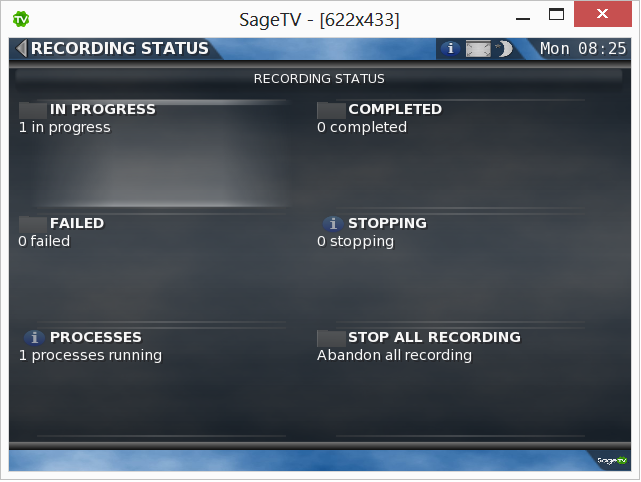 SageTV - [622x433]
RECORDING STATUS
Mon 08:25
RECORDING STATUS
IN PROGRESS
1 in progress
COMPLETED
0 completed
FAILED
0 failed
STOPPING
0 stopping
PROCESSES
1 processes running
STOP ALL RECORDING
Abandon all recording
SageTV